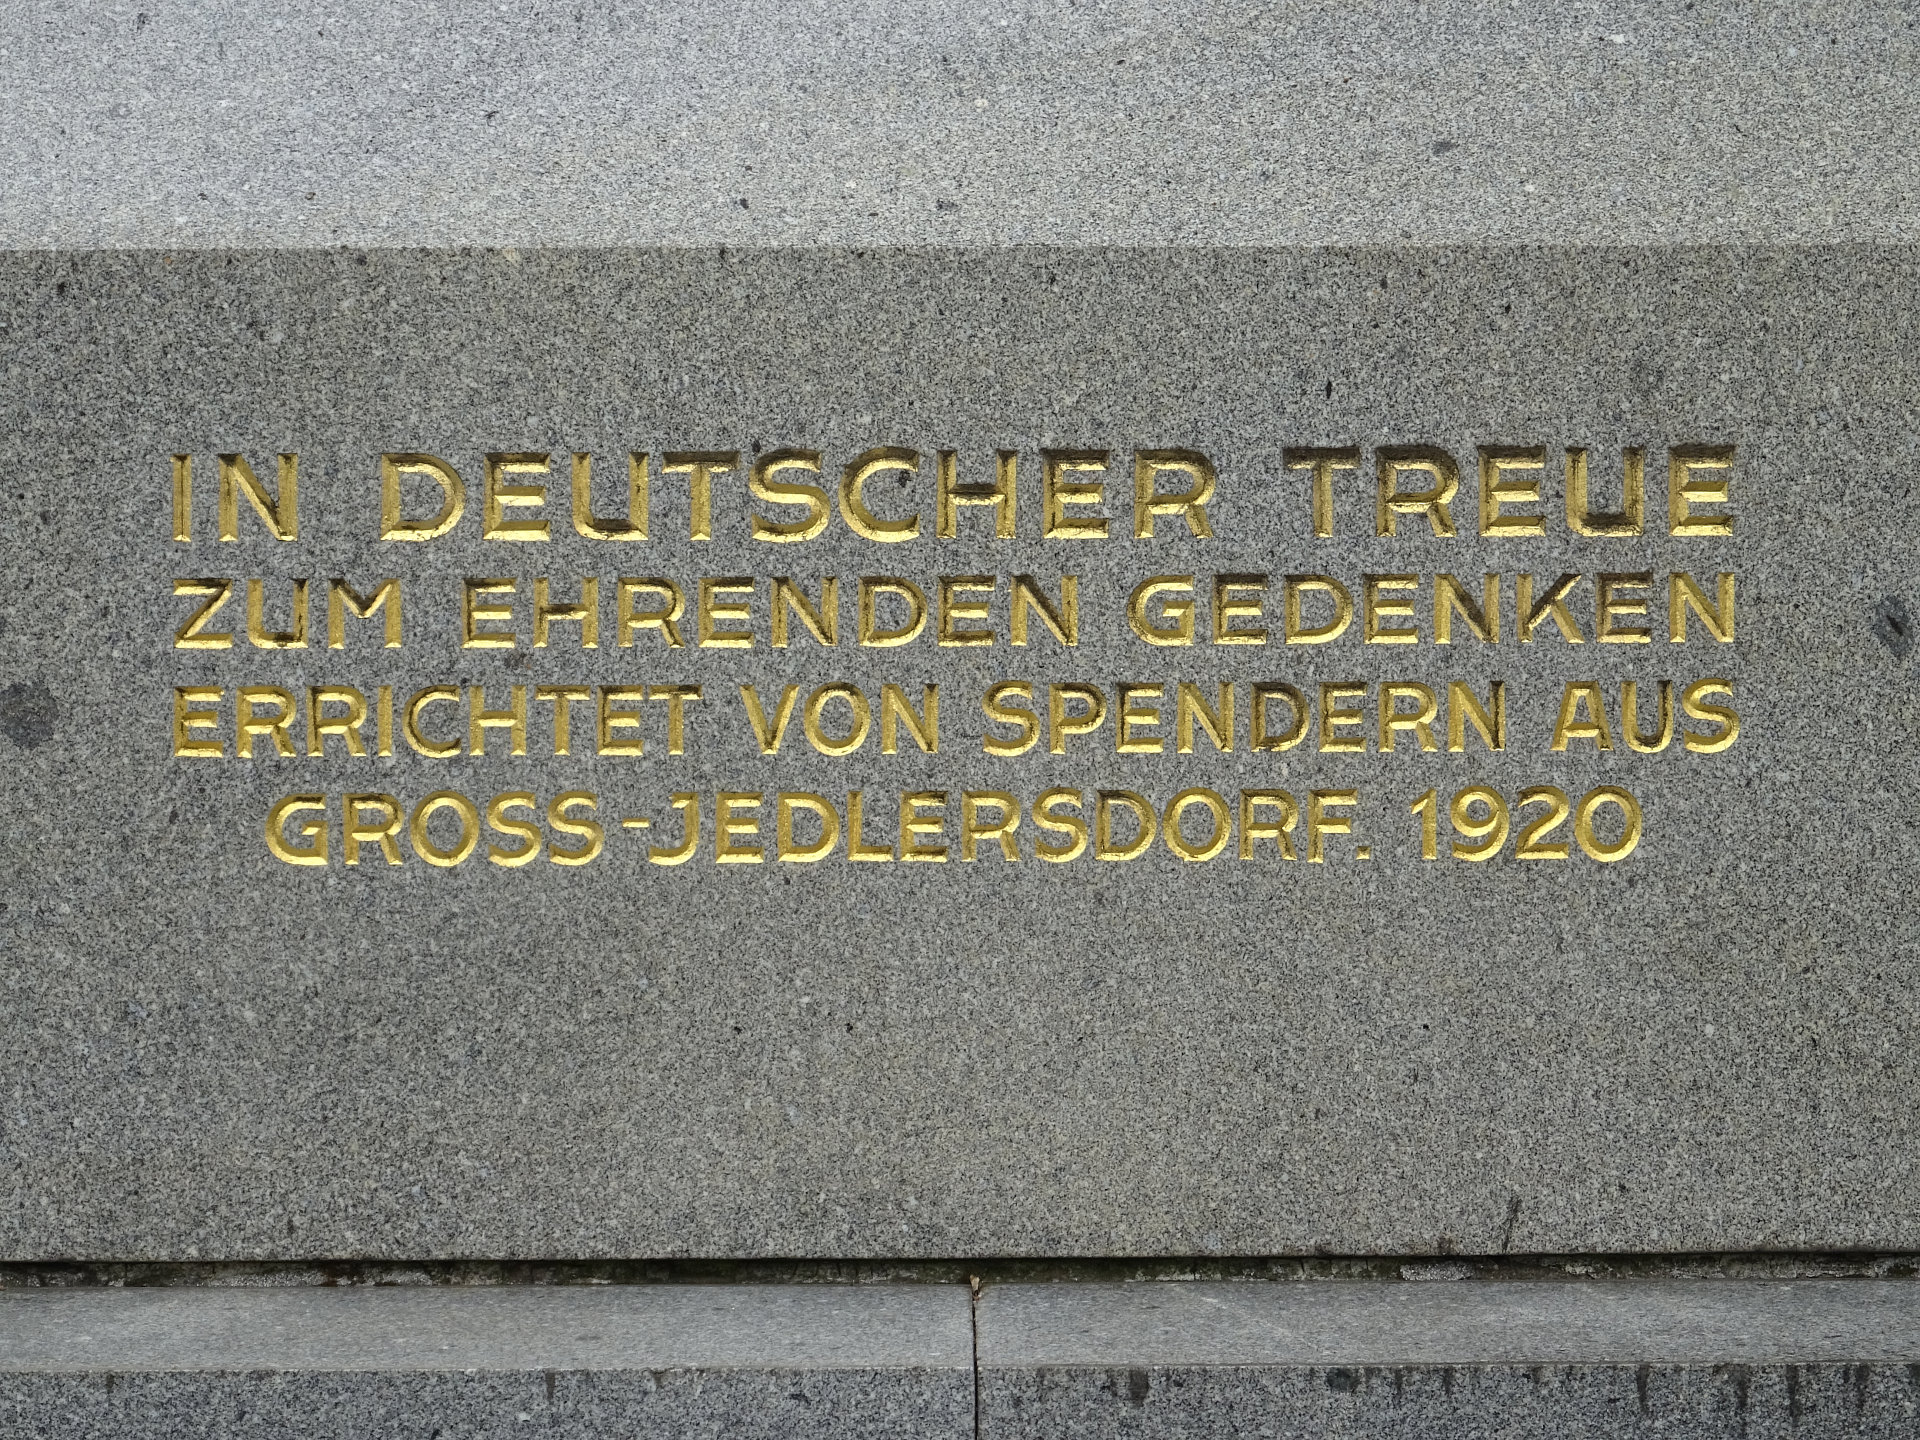 IN DEUTSCHER TREUE
ZUM EHRENDEN GEDENKEN
ERRICHTET VON SPENDERN AUS
GROSS-JEDLERSDORF. 1920